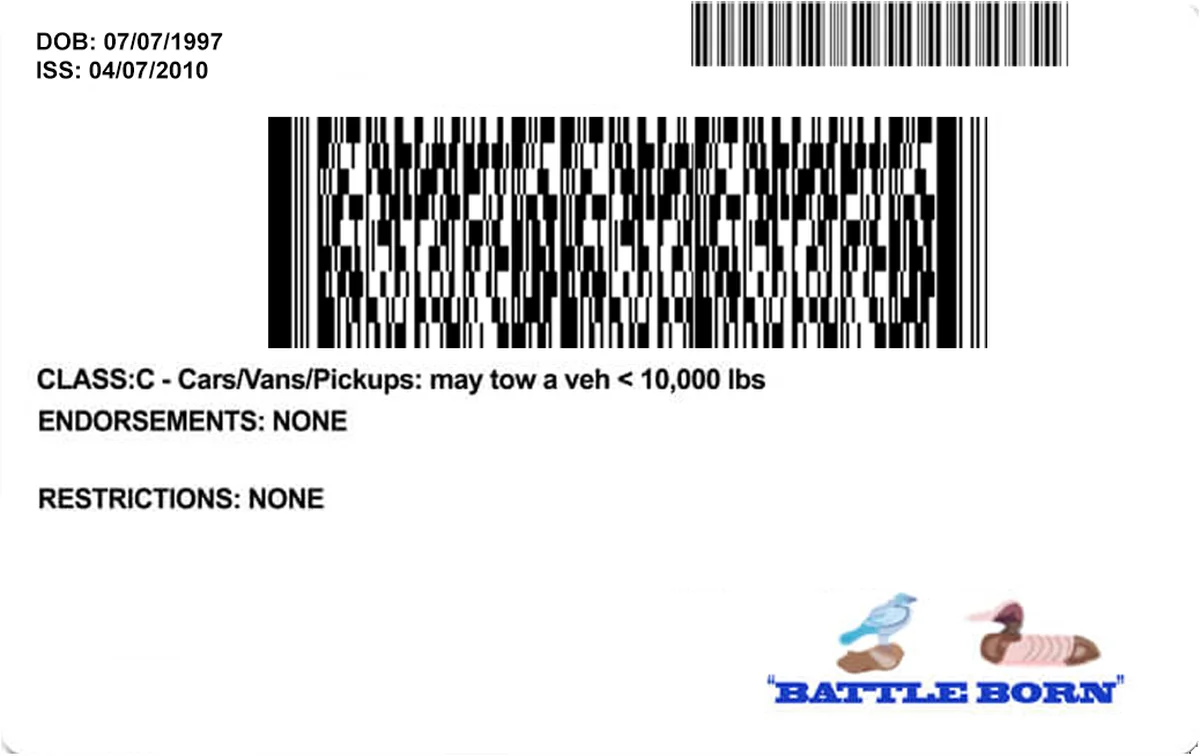 DOB: 07/07/1997
ISS: 04/07/2010
CLASS:C - Cars/Vans/Pickups: may tow a veh < 10,000 lbs
ENDORSEMENTS: NONE
RESTRICTIONS: NONE
"BATTLE BORN"